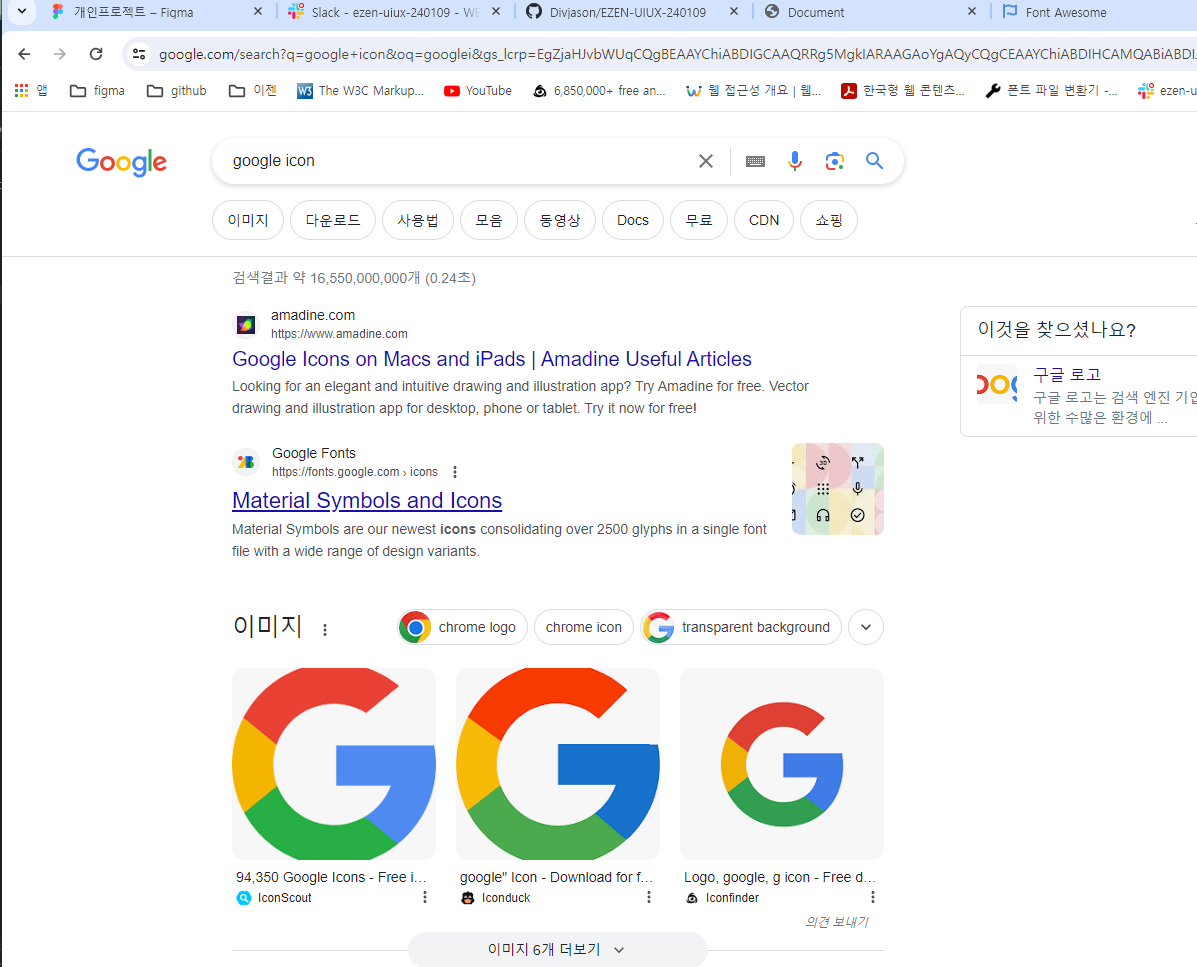 개인프로젝트 – Figma
Slack - ezen-uiux-240109 - WE
Divjason/EZEN-UIUX-240109
Document
Font Awesome
google.com/search?q=google+icon&oq=googlei&gs_lcrp=EgZjaHJvbWUqCQgBEAAYChiABDIGCAAQRRg5MgkIARAAGAoYgAQyCQgCEAAYChiABDIHCAMQABiABDI
앱
figma
github
이젠
The W3C Markup...
YouTube
6,850,000+ free an...
웹 접근성 개요 | 웹...
한국형 웹 콘텐츠...
폰트 파일 변환기 -...
ezen-u
Google
google icon
이미지
다운로드
사용법
모음
동영상
Docs
무료
CDN
쇼핑
검색결과 약 16,550,000,000개 (0.24초)
amadine.com
https://www.amadine.com
Google Icons on Macs and iPads | Amadine Useful Articles
Looking for an elegant and intuitive drawing and illustration app? Try Amadine for free. Vector
drawing and illustration app for desktop, phone or tablet. Try it now for free!
이것을 찾으셨나요?
구글 로고
구글 로고는 검색 엔진 기업
위한 수많은 환경에 ...
Google Fonts
https://fonts.google.com › icons
Material Symbols and Icons
Material Symbols are our newest icons consolidating over 2500 glyphs in a single font
file with a wide range of design variants.
이미지
chrome logo
chrome icon
transparent background
94,350 Google Icons - Free i...
IconScout
google" Icon - Download for f...
Iconduck
Logo, google, g icon - Free d...
Iconfinder
의견 보내기
이미지 6개 더보기